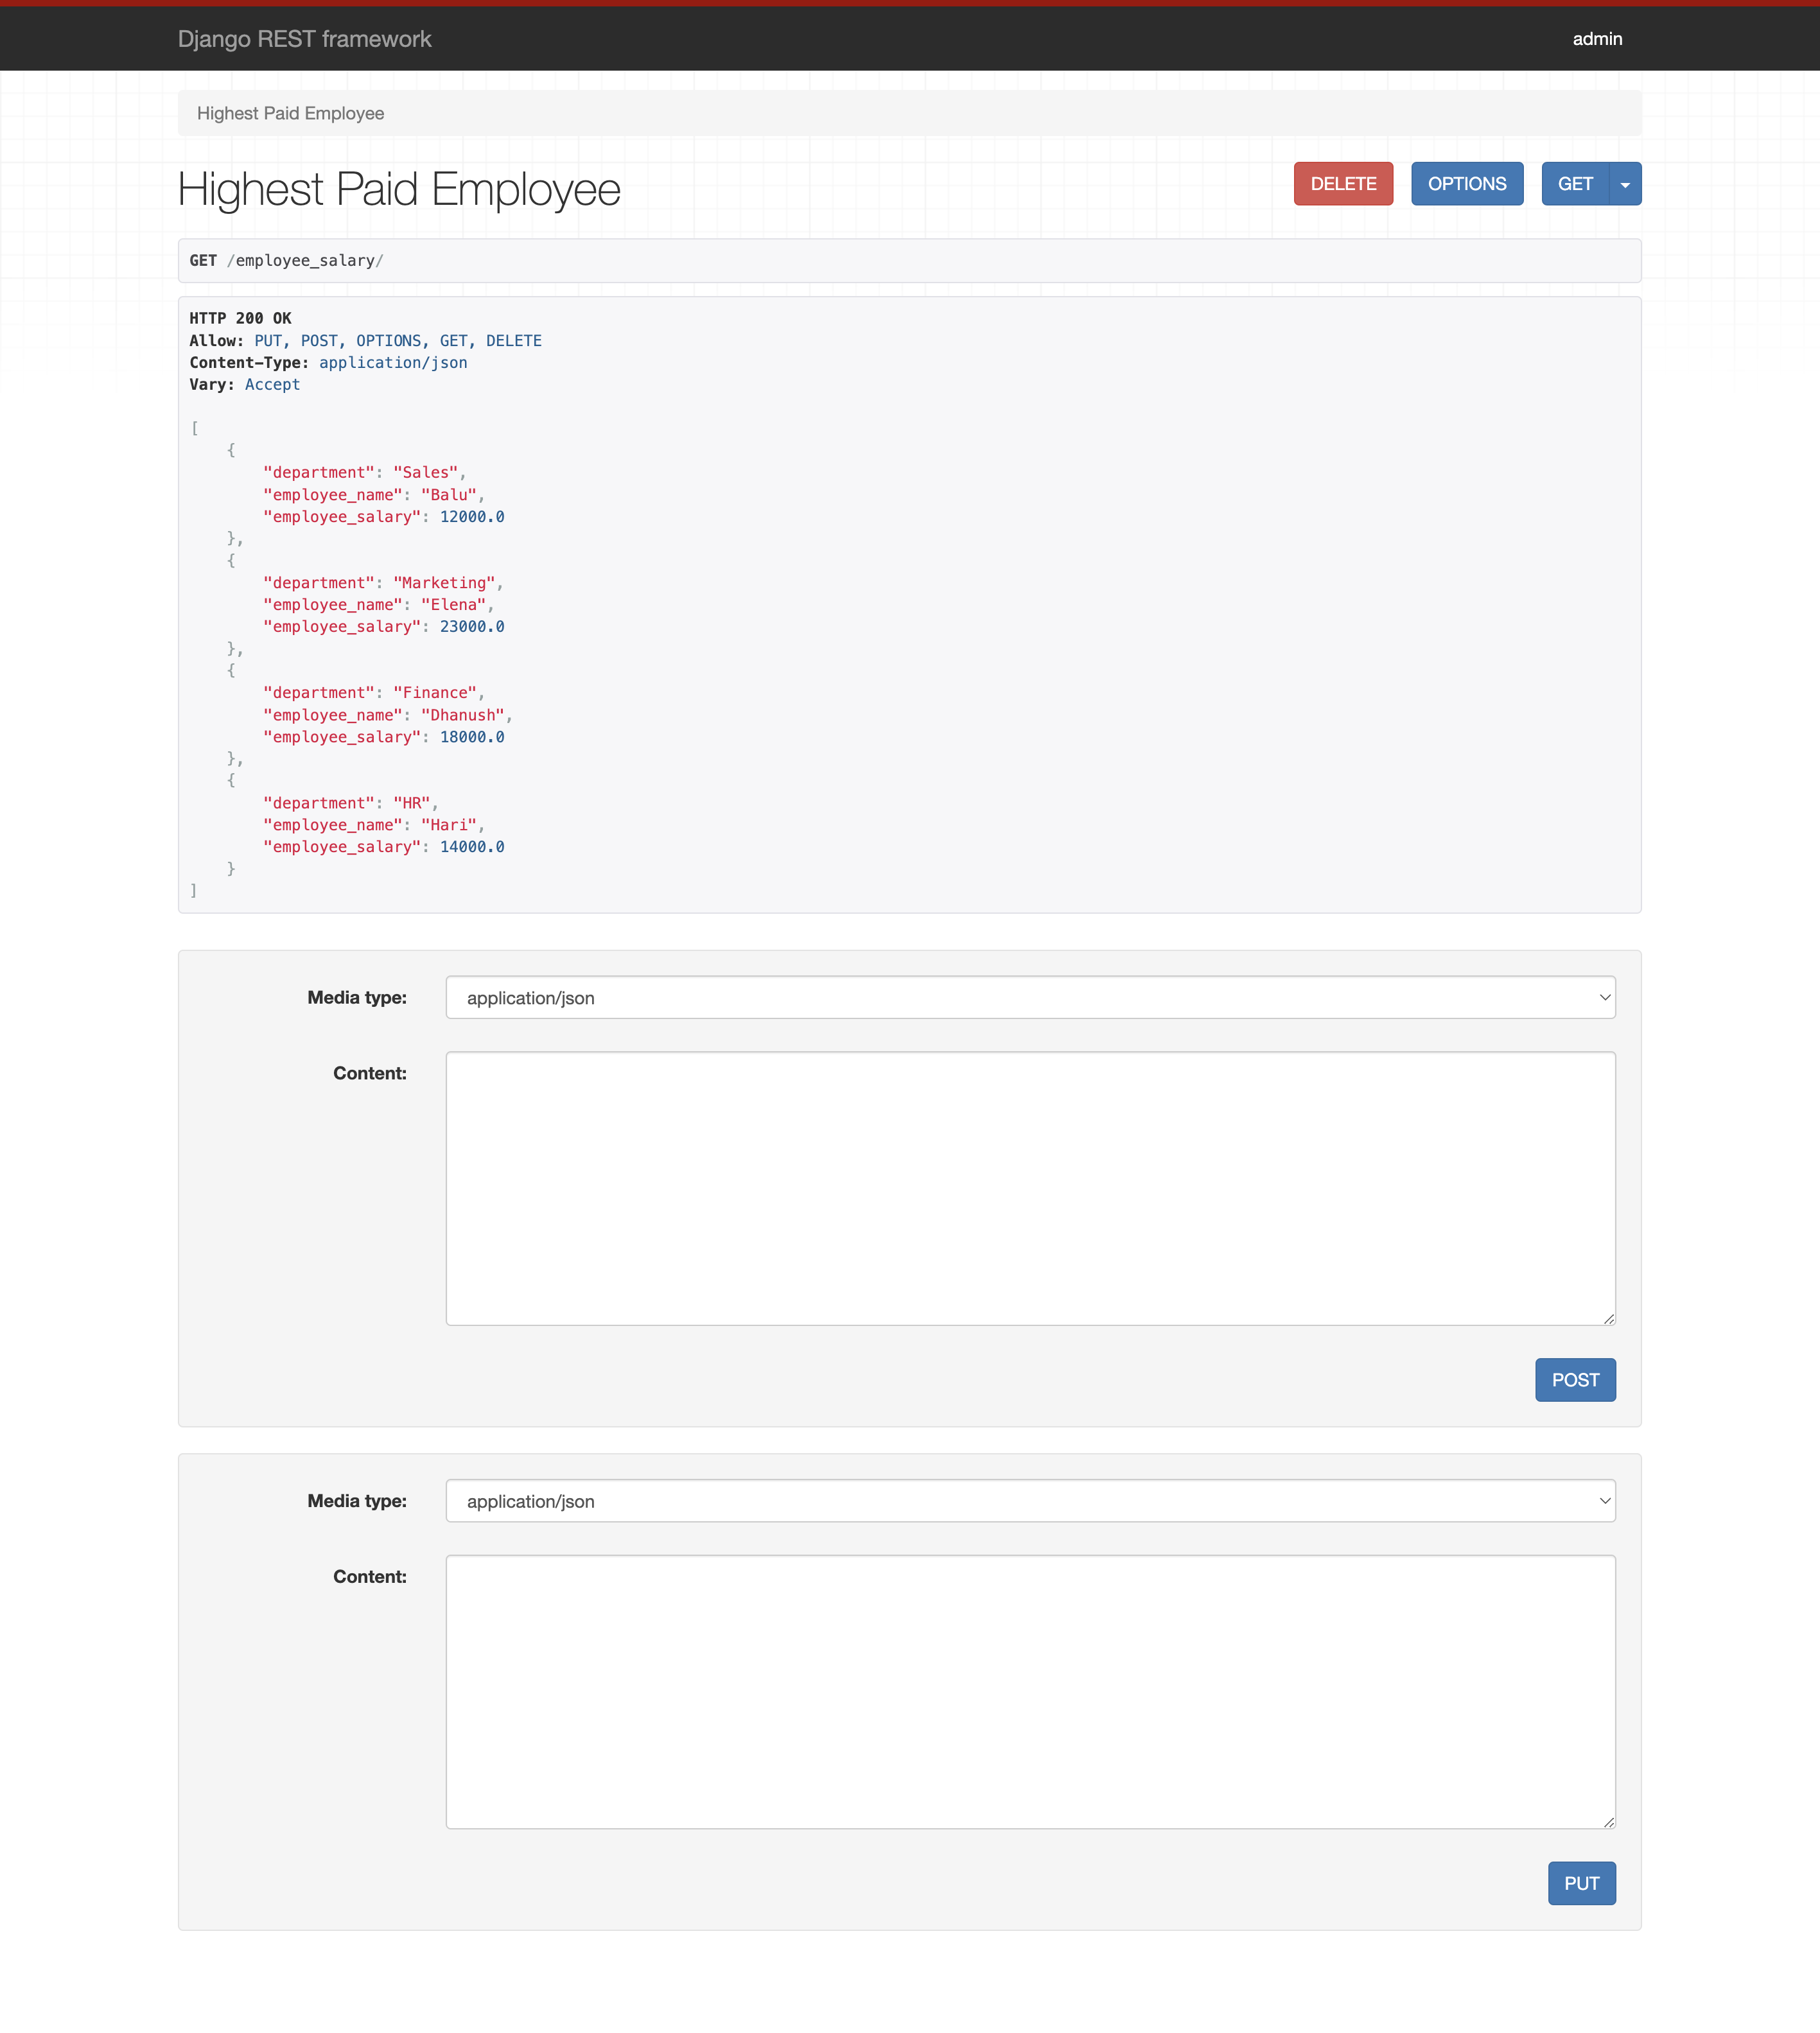 Django REST framework
admin
Highest Paid Employee
Highest Paid Employee
DELETE
OPTIONS
GET
GET /employee_salary/
HTTP 200 OK
Allow: PUT, POST, OPTIONS, GET, DELETE
Content-Type: application/json
Vary: Accept
[
    {
        "department": "Sales",
        "employee_name": "Balu",
        "employee_salary": 12000.0
    },
    {
        "department": "Marketing",
        "employee_name": "Elena",
        "employee_salary": 23000.0
    },
    {
        "department": "Finance",
        "employee_name": "Dhanush",
        "employee_salary": 18000.0
    },
    {
        "department": "HR",
        "employee_name": "Hari",
        "employee_salary": 14000.0
    }
]
Media type:
application/json
Content:
POST
Media type:
application/json
Content:
PUT